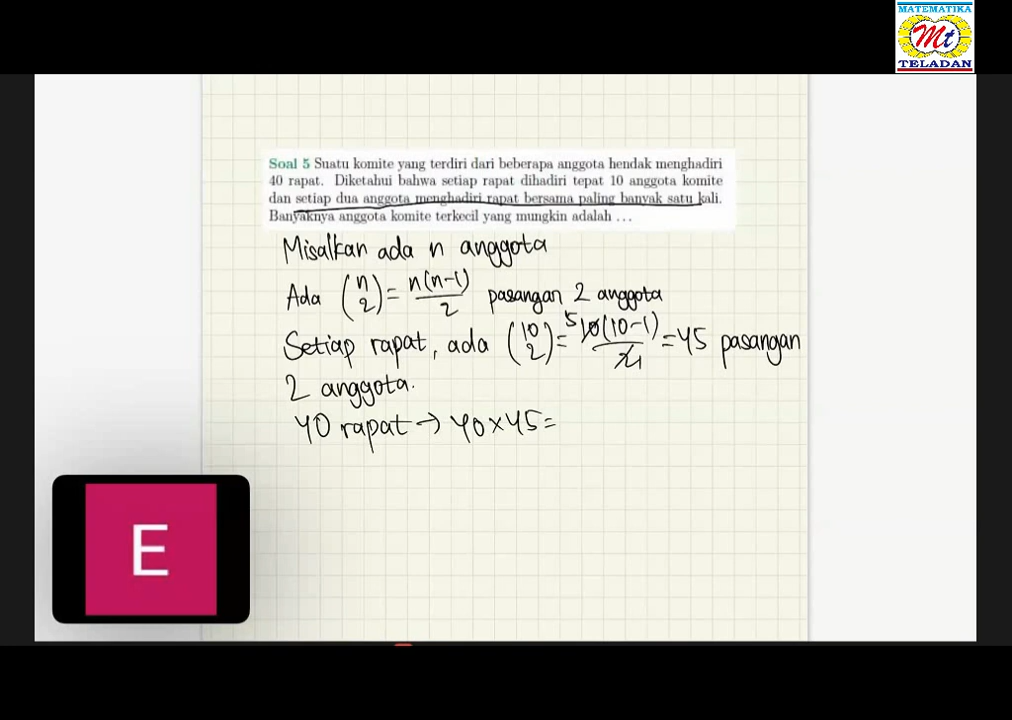 MATEMATIKA
Mt
TELADAN
Soal 5 Suatu komite yang terdiri dari beberapa anggota hendak menghadiri
40 rapat. Diketahui bahwa setiap rapat dihadiri tepat 10 anggota komite
dan setiap dua anggota menghadiri rapat bersama paling banyak satu kali.
Banyaknya anggota komite terkecil yang mungkin adalah ...
Misalkan ada n anggota
Ada (n 2) = n(n-1)/2 pasangan 2 anggota
Setiap rapat, ada (10 2) = 5 10(10-1)/2 1 = 45 pasangan
2 anggota.
40 rapat → 40×45=
E